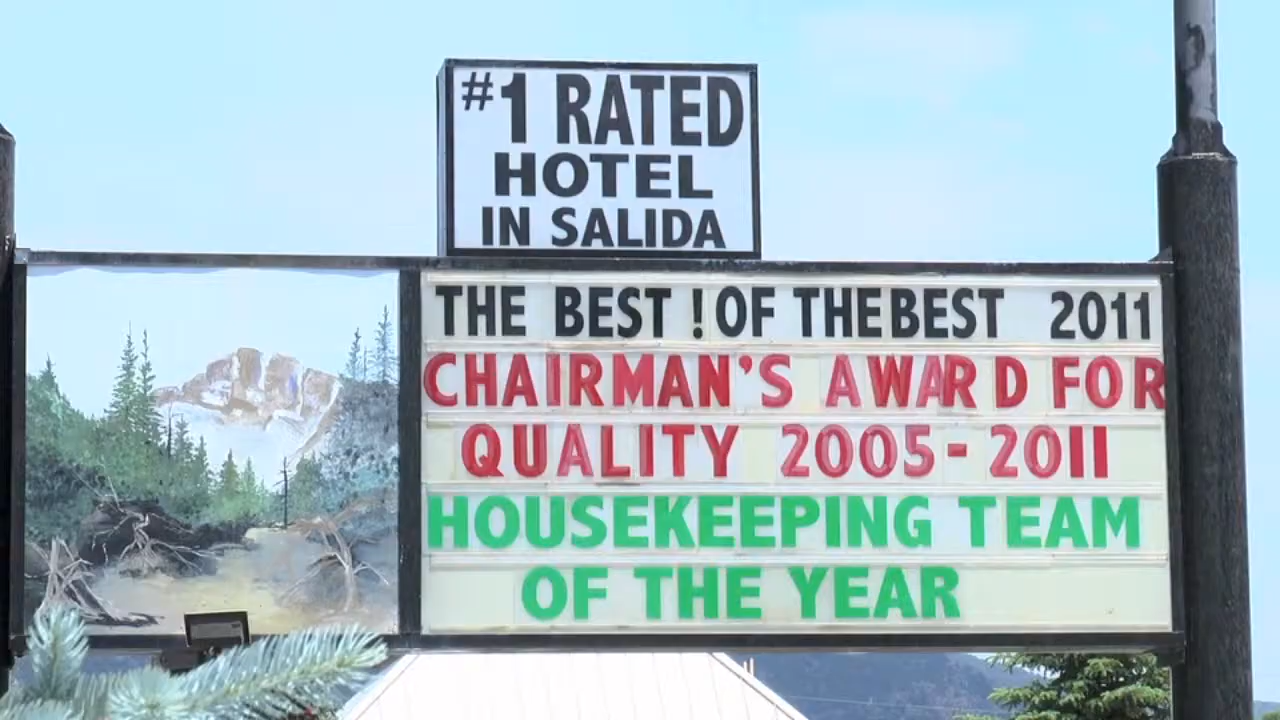 #1 RATED
HOTEL
IN SALIDA
THE BEST ! OF THEBEST 2011
CHAIRMAN'S AWARD FOR
QUALITY 2005-2011
HOUSEKEEPING TEAM
OF THE YEAR